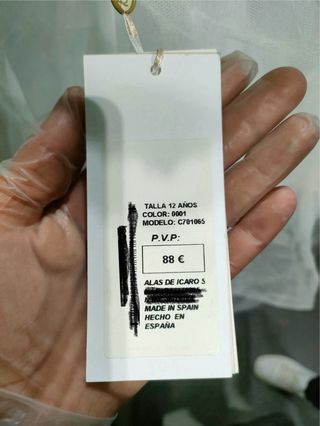 TALLA 12 AÑOS
COLOR: 0001
MODELO: C701065
P.V.P:
88 €
ALAS DE ICARO S
MADE IN SPAIN
HECHO EN
ESPAÑA